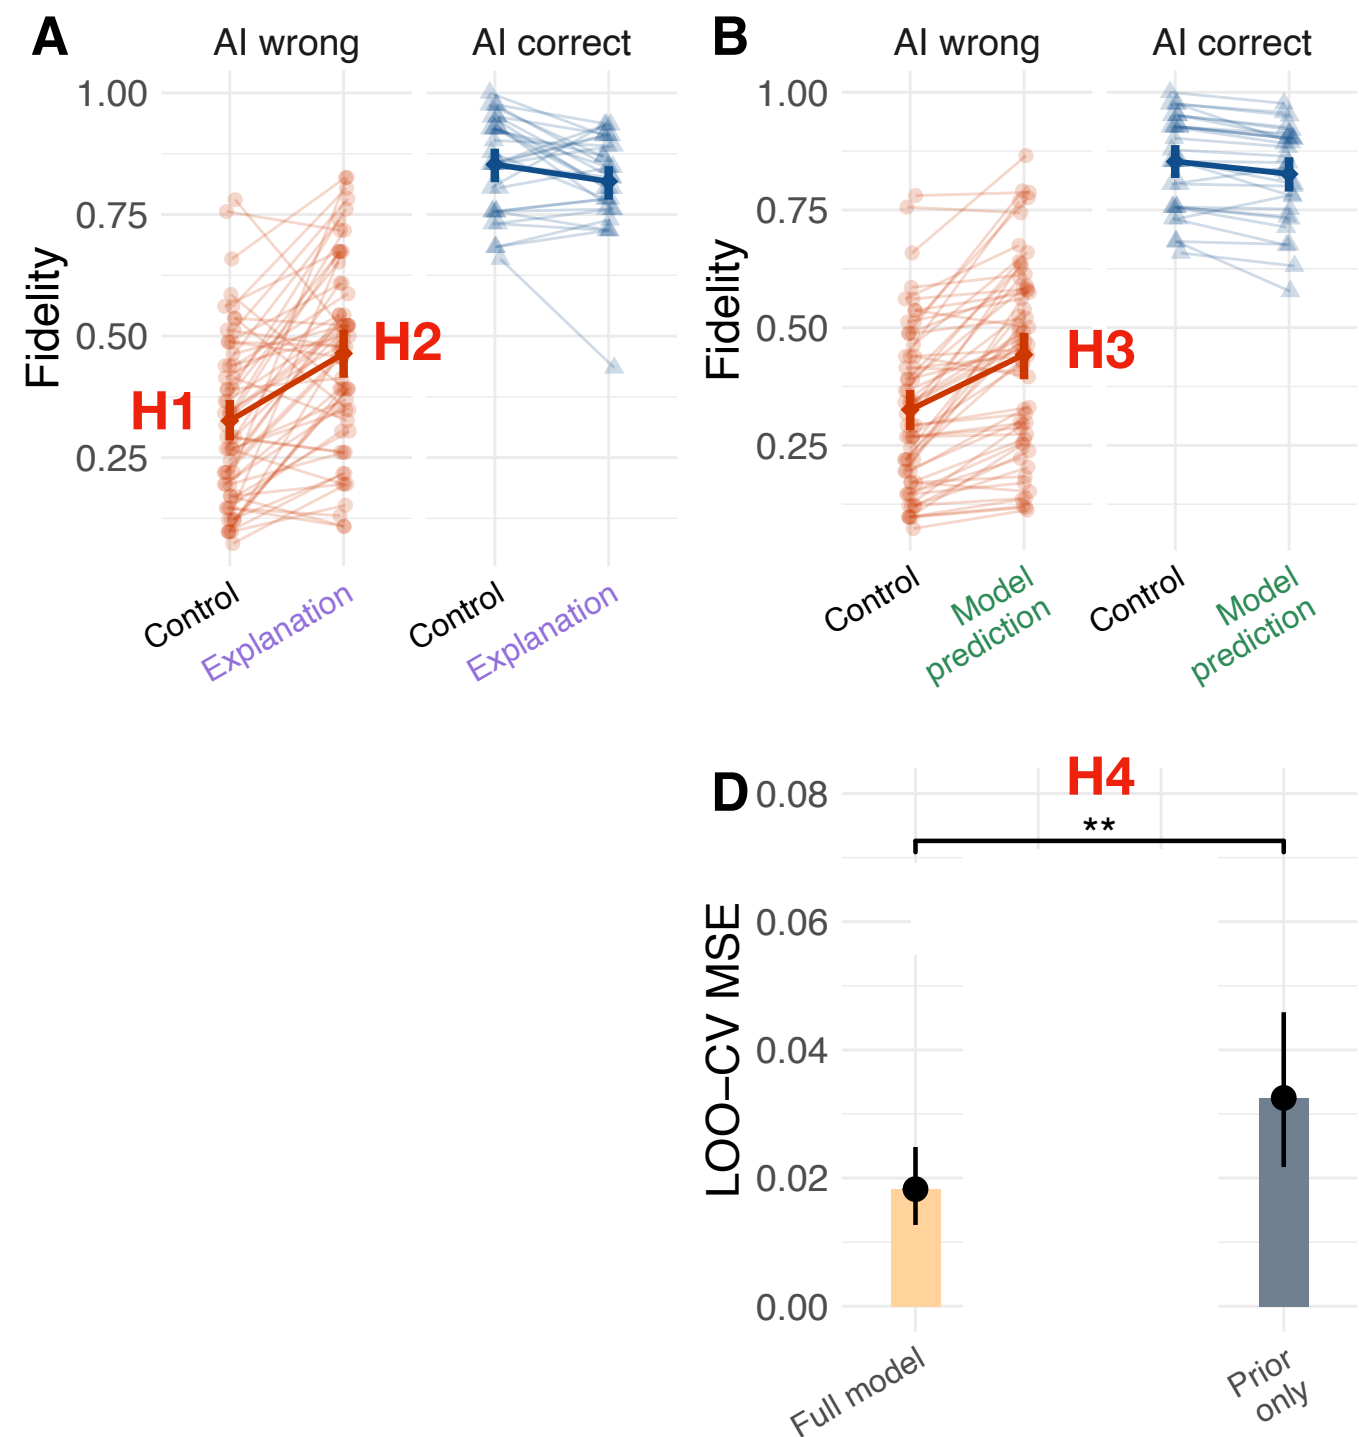 A
AI wrong
AI correct
Fidelity
1.00
0.75
0.50
0.25
H1
H2
Control
Explanation
Control
Explanation
B
AI wrong
AI correct
Fidelity
1.00
0.75
0.50
0.25
H3
Control
Model
prediction
Control
Model
prediction
D
H4
**
LOO−CV MSE
0.08
0.06
0.04
0.02
0.00
Full model
Prior
only